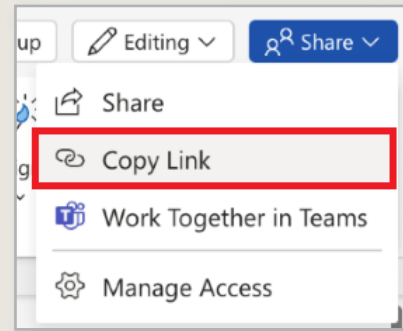 up Editing Share
Share
Copy Link
Work Together in Teams
Manage Access